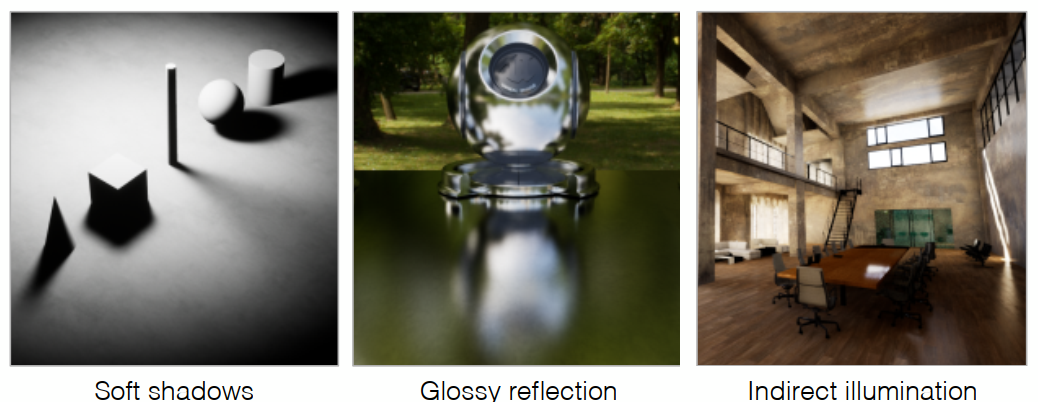 Soft shadows
Glossy reflection
Indirect illumination